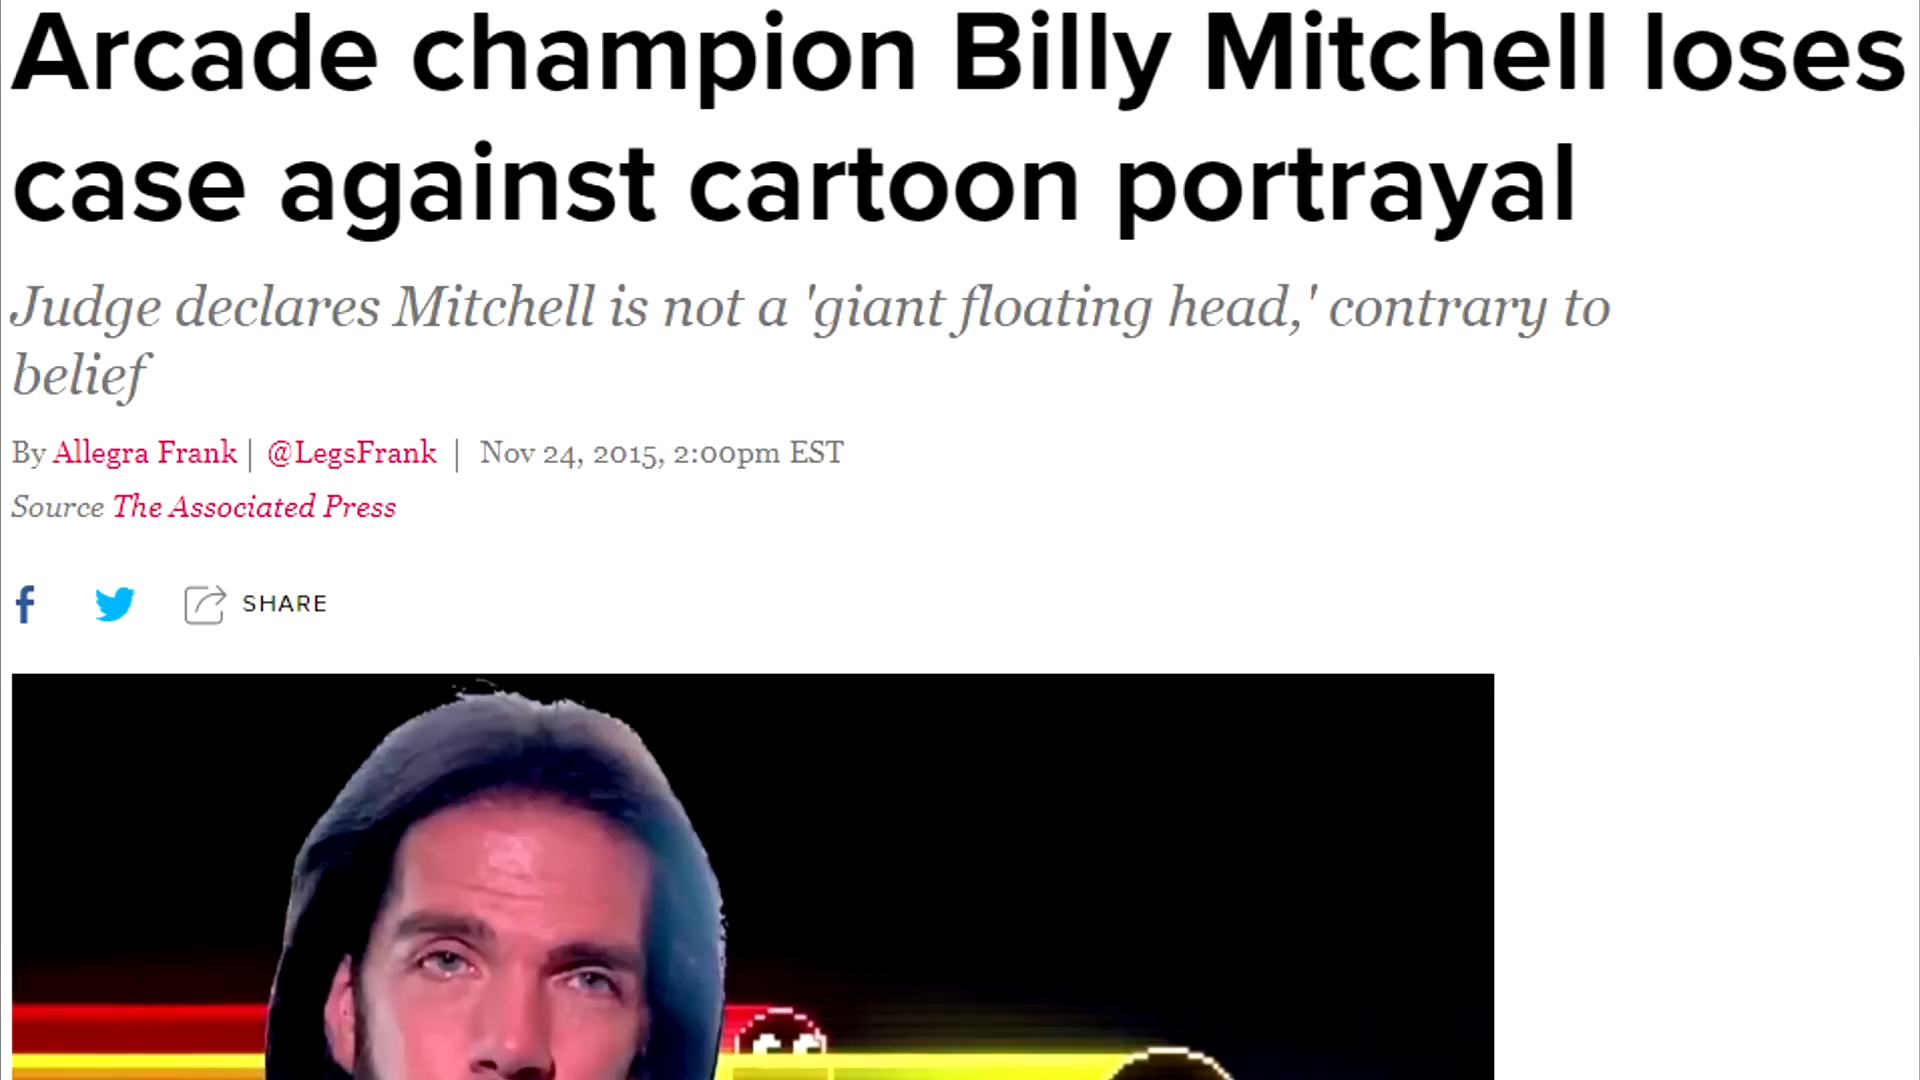 Arcade champion Billy Mitchell loses
case against cartoon portrayal
Judge declares Mitchell is not a 'giant floating head,' contrary to
belief
By Allegra Frank | @LegsFrank | Nov 24, 2015, 2:00pm EST
Source The Associated Press
SHARE